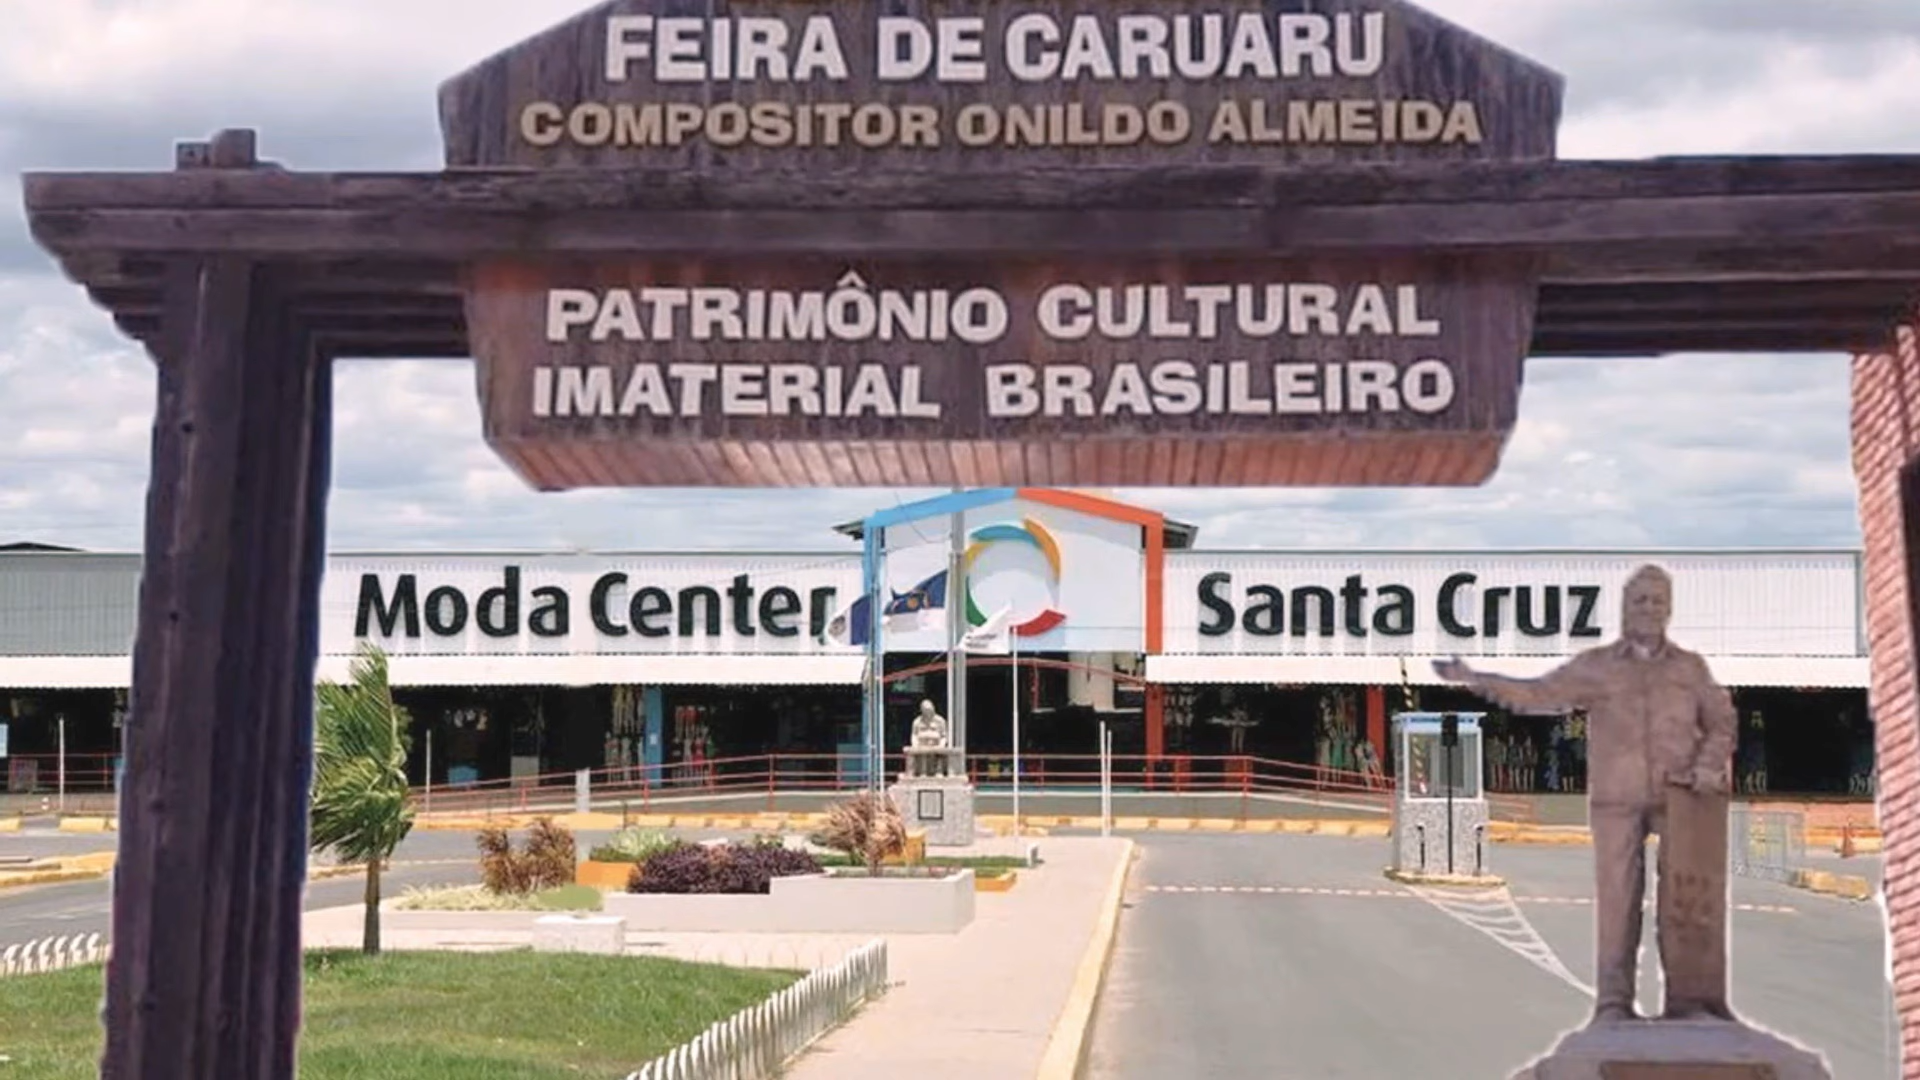 FEIRA DE CARUARU
COMPOSITOR ONILDO ALMEIDA
PATRIMÔNIO CULTURAL
IMATERIAL BRASILEIRO
Moda Center
Santa Cruz